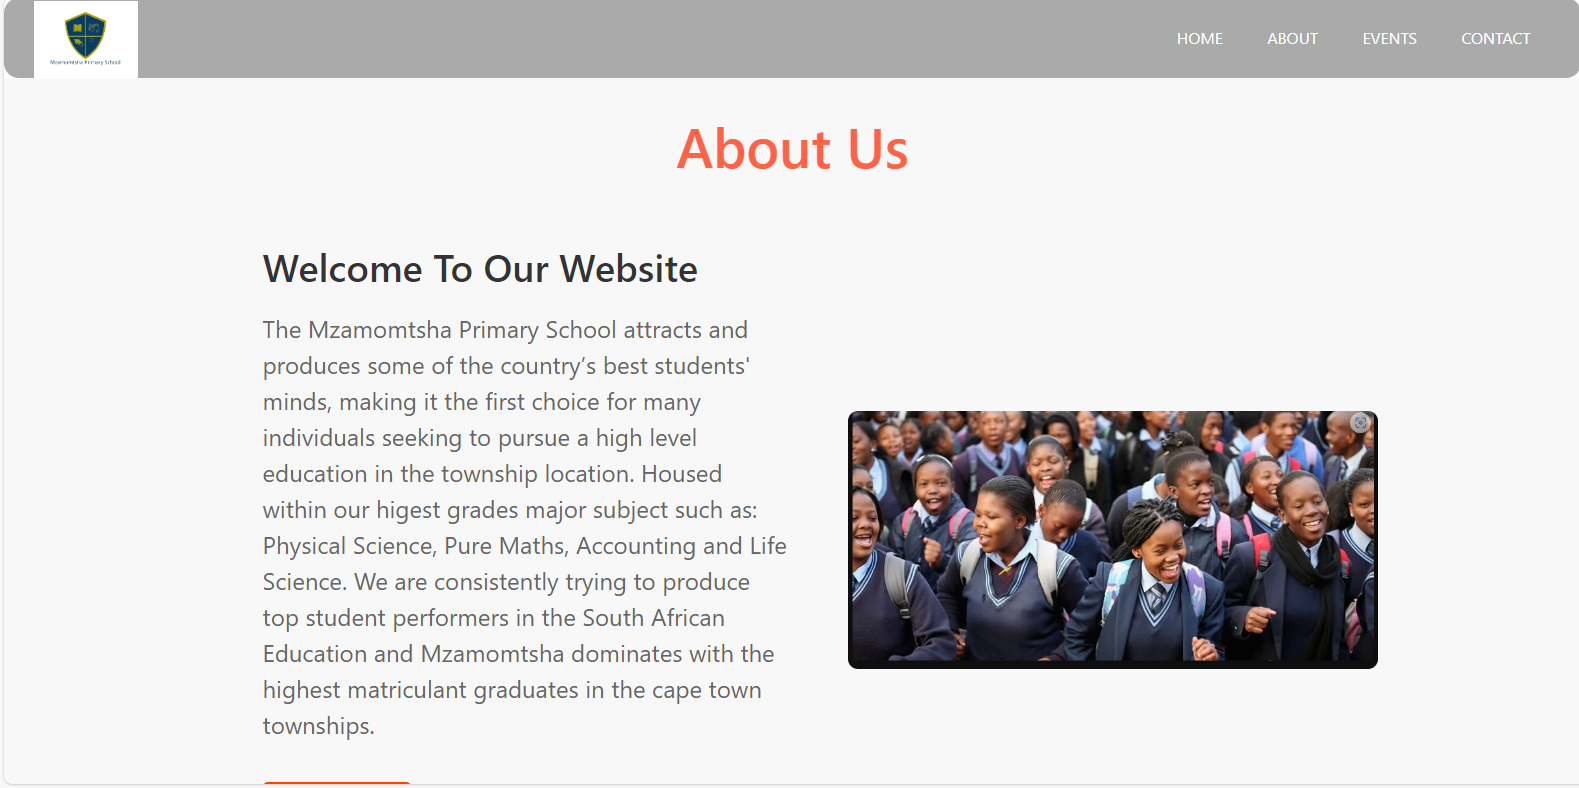 Mzamomtsha Primary School
HOME ABOUT EVENTS CONTACT
About Us
Welcome To Our Website
The Mzamomtsha Primary School attracts and
produces some of the country’s best students'
minds, making it the first choice for many
individuals seeking to pursue a high level
education in the township location. Housed
within our higest grades major subject such as:
Physical Science, Pure Maths, Accounting and Life
Science. We are consistently trying to produce
top student performers in the South African
Education and Mzamomtsha dominates with the
highest matriculant graduates in the cape town
townships.